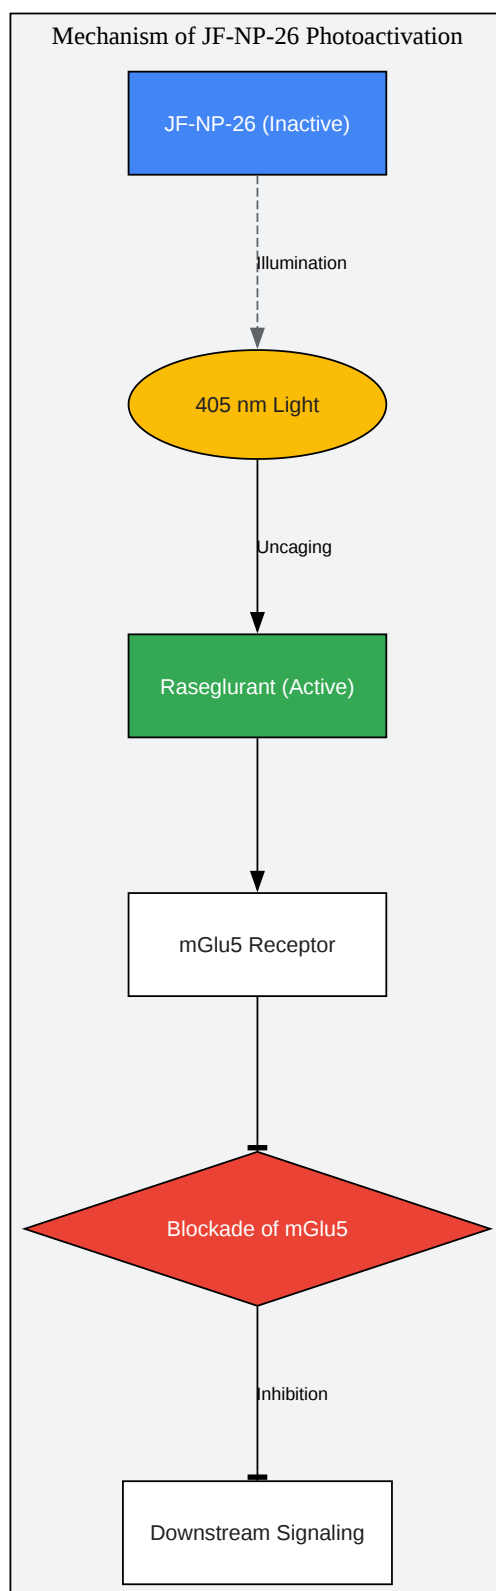 Mechanism of JF-NP-26 Photoactivation
JF-NP-26 (Inactive)
Illumination
405 nm Light
Uncaging
Raseglurant (Active)
mGlu5 Receptor
Blockade of mGlu5
Inhibition
Downstream Signaling